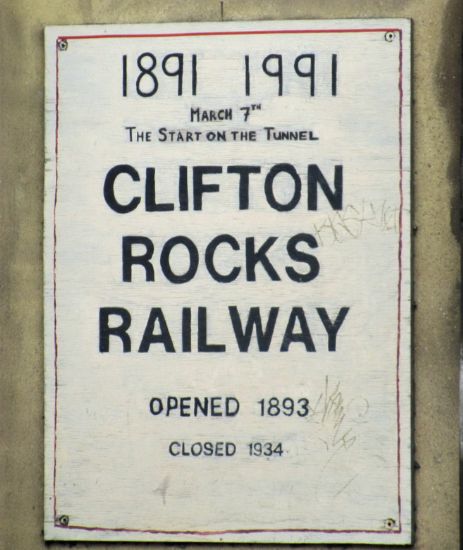 1891 1991
MARCH 7TH
THE START ON THE TUNNEL
CLIFTON
ROCKS
RAILWAY
OPENED 1893
CLOSED 1934